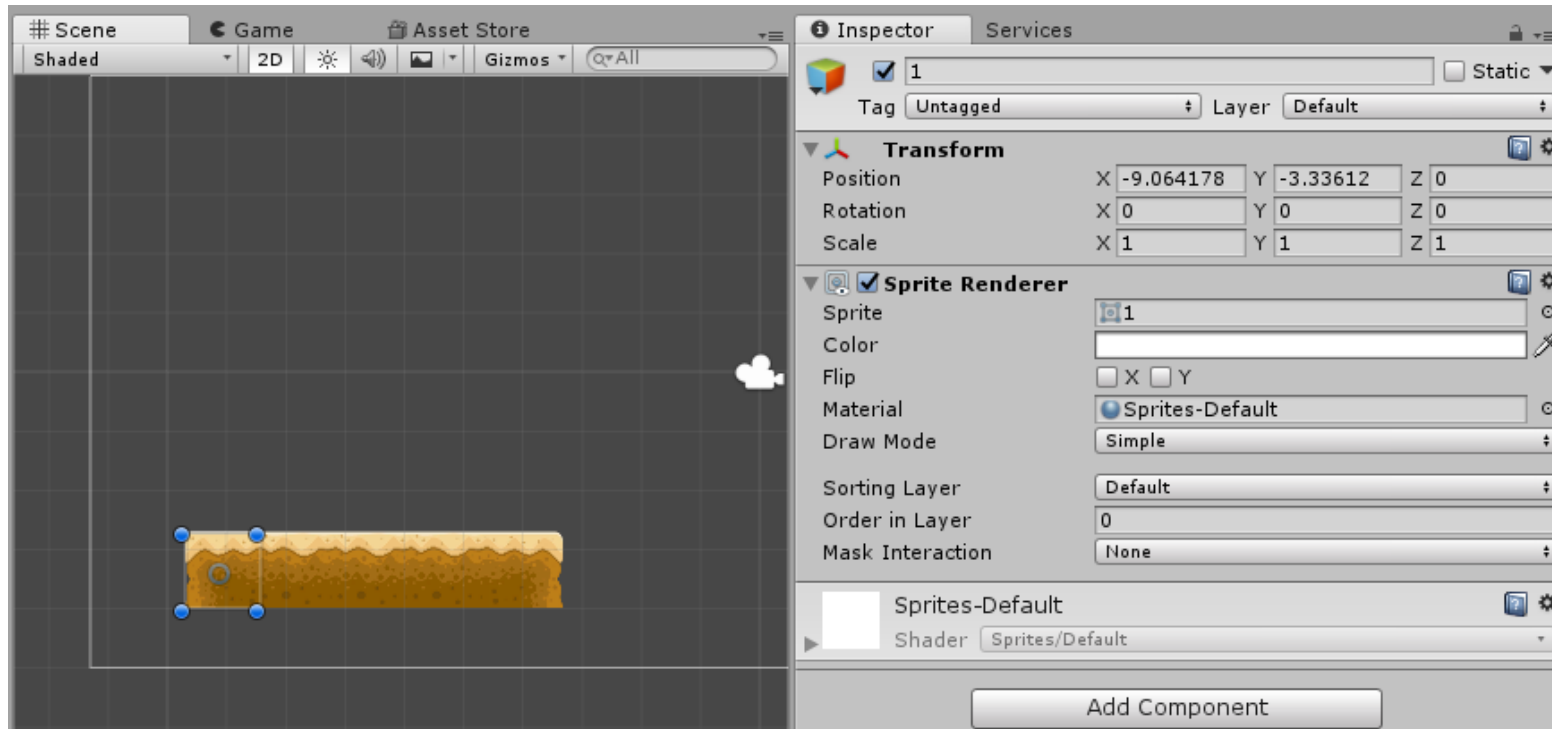 Scene Game Asset Store
Shaded 2D Gizmos All
Inspector Services
1 Static
Tag Untagged Layer Default
Transform
Position X -9.064178 Y -3.33612 Z 0
Rotation X 0 Y 0 Z 0
Scale X 1 Y 1 Z 1
Sprite Renderer
Sprite 1
Color
Flip X Y
Material Sprites-Default
Draw Mode Simple
Sorting Layer Default
Order in Layer 0
Mask Interaction None
Sprites-Default
Shader Sprites/Default
Add Component